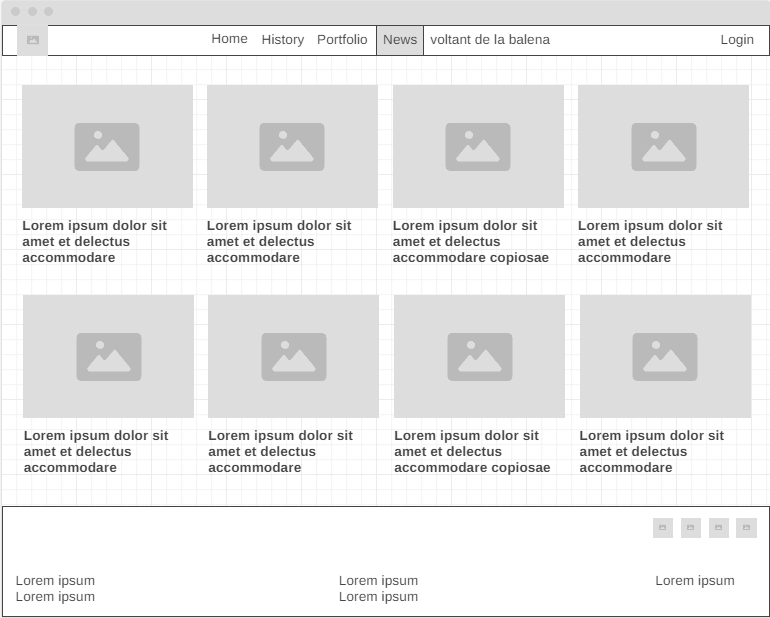 Home History Portfolio News voltant de la balena Login
Lorem ipsum dolor sit
amet et delectus
accommodare
Lorem ipsum dolor sit
amet et delectus
accommodare
Lorem ipsum dolor sit
amet et delectus
accommodare copiosae
Lorem ipsum dolor sit
amet et delectus
accommodare
Lorem ipsum dolor sit
amet et delectus
accommodare
Lorem ipsum dolor sit
amet et delectus
accommodare
Lorem ipsum dolor sit
amet et delectus
accommodare copiosae
Lorem ipsum dolor sit
amet et delectus
accommodare
Lorem ipsum
Lorem ipsum
Lorem ipsum
Lorem ipsum
Lorem ipsum